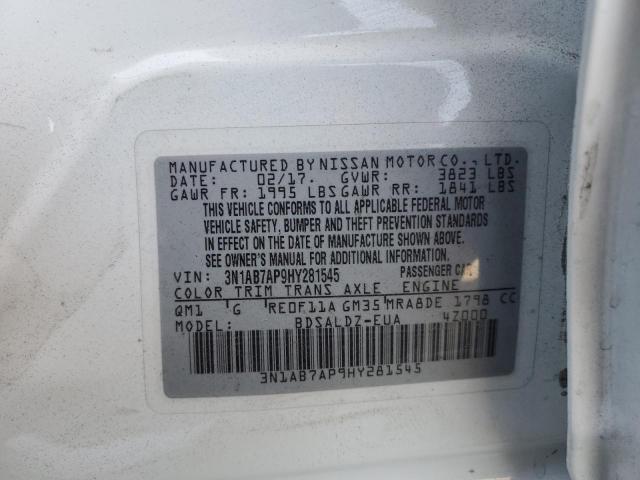 MANUFACTURED BY NISSAN MOTOR CO., LTD.
DATE: 02/17. GVWR: 3823 LBS
GAWR FR: 1995 LBS GAWR RR: 1841 LBS
THIS VEHICLE CONFORMS TO ALL APPLICABLE FEDERAL MOTOR
VEHICLE SAFETY, BUMPER AND THEFT PREVENTION STANDARDS
IN EFFECT ON THE DATE OF MANUFACTURE SHOWN ABOVE.
SEE OWNER'S MANUAL FOR ADDITIONAL INFORMATION.
VIN: 3N1AB7AP9HY281545 PASSENGER CAR
COLOR TRIM TRANS AXLE ENGINE
QM1 G RE0F11A GM35 MRA8DE 1798 CC
MODEL: BDSALDZ-EUA 4Z000
3N1AB7AP9HY281545